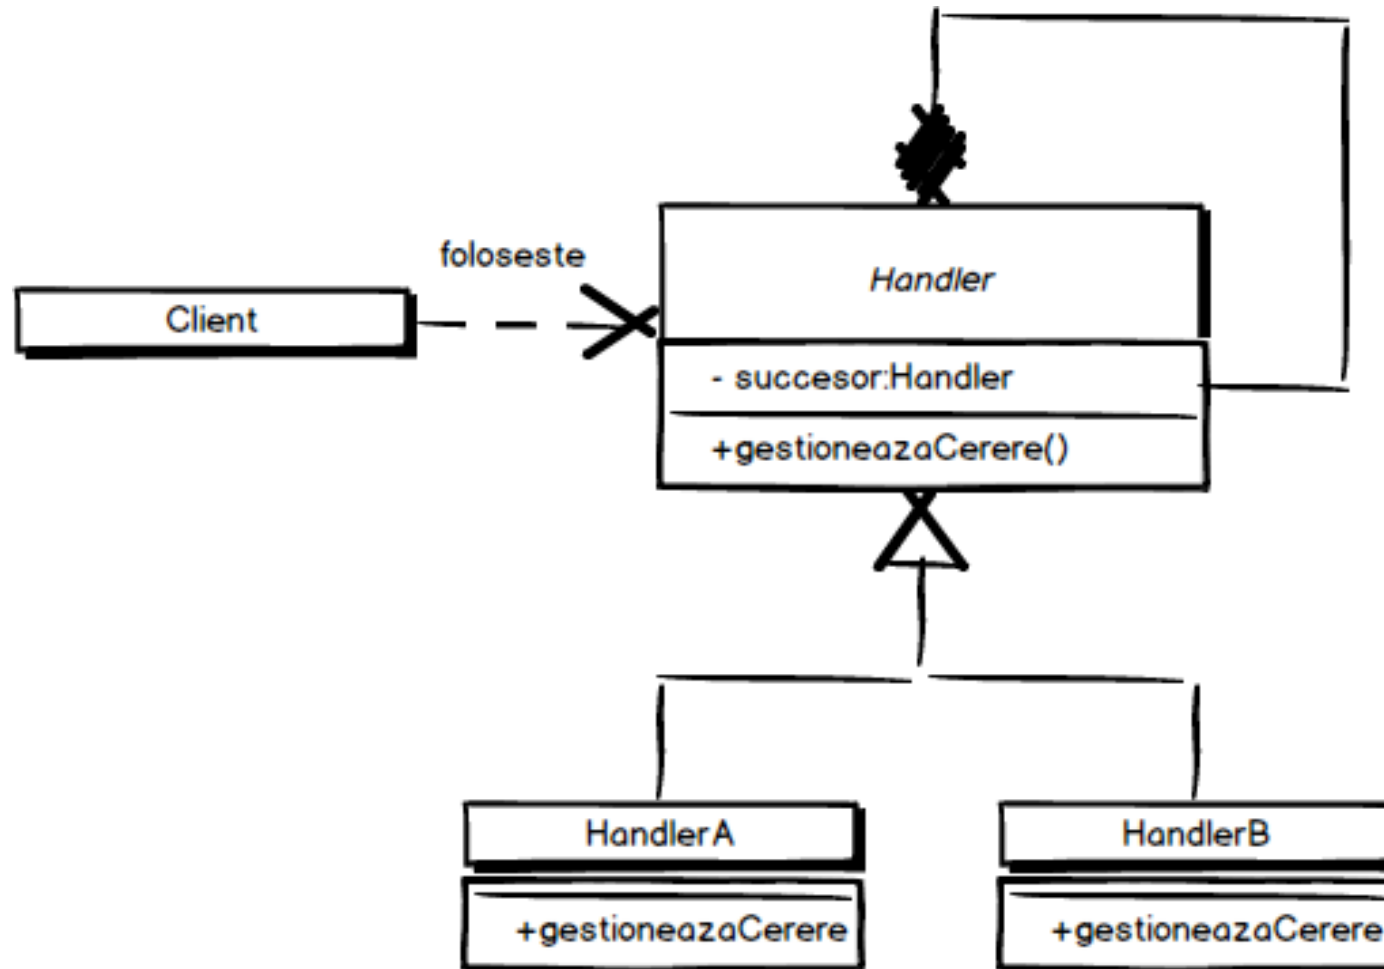 foloseste
Client
Handler
- succesor:Handler
+gestioneazaCerere()
HandlerA
HandlerB
+gestioneazaCerere
+gestioneazaCerere